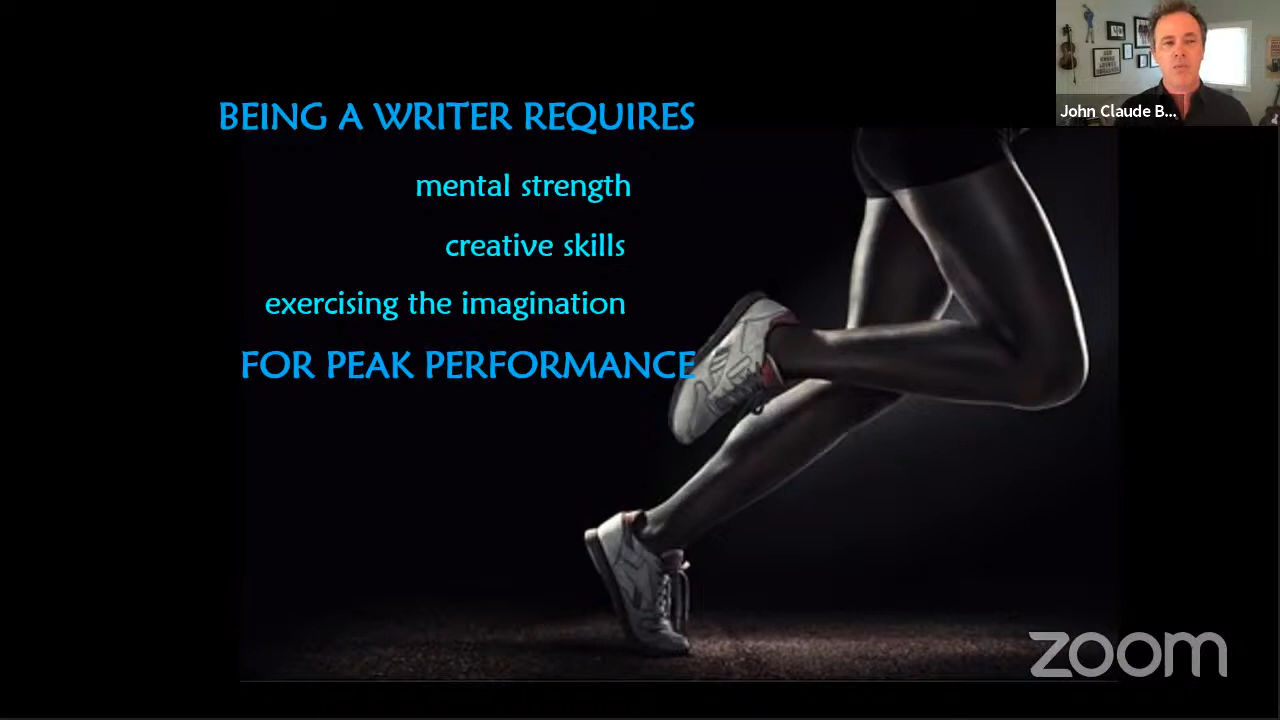 BEING A WRITER REQUIRES
mental strength
creative skills
exercising the imagination
FOR PEAK PERFORMANCE
John Claude B...
zoom